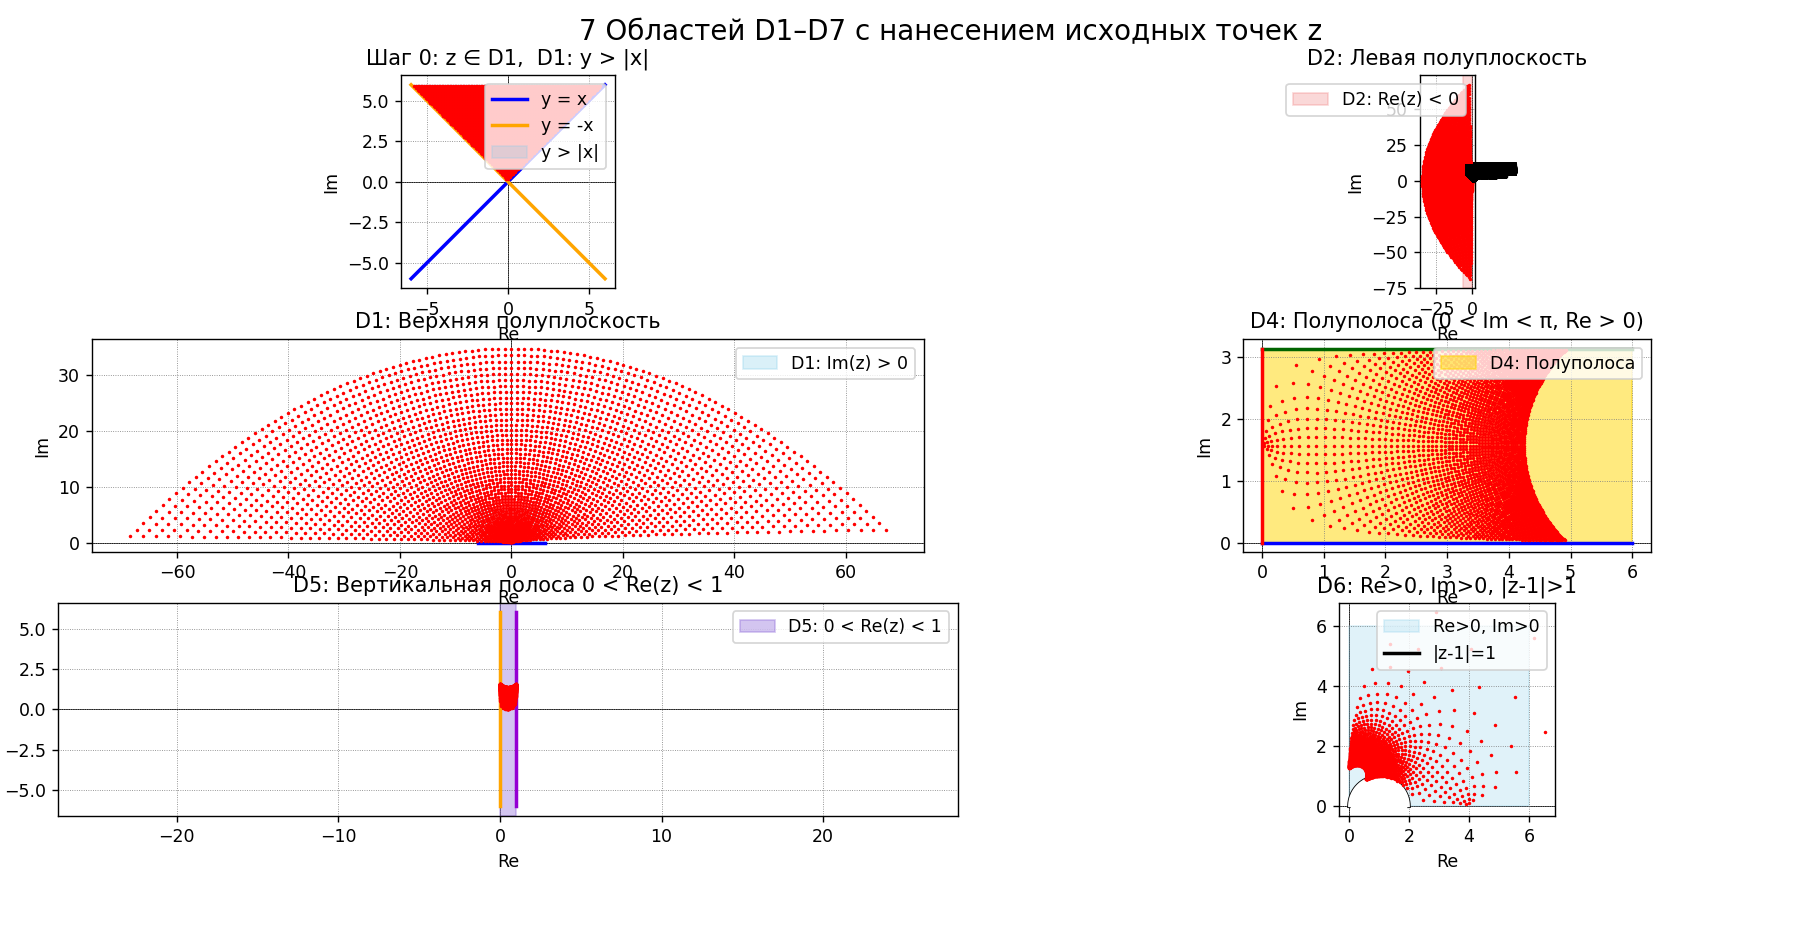 7 Областей D1–D7 с нанесением исходных точек z
Шаг 0: z ∈ D1,  D1: y > |x|
5.0
2.5
0.0
−2.5
−5.0
Im
y = x
y = -x
y > |x|
−5 0 5
Re
D2: Левая полуплоскость
D2: Re(z) < 0
50
25
0
−25
−50
−75
Im
−25 0
Re
D1: Верхняя полуплоскость
D1: Im(z) > 0
30
20
10
0
Im
−60 −40 −20 0 20 40 60
Re
D4: Полуполоса (0 < Im < π, Re > 0)
D4: Полуполоса
3
2
1
0
Im
0 1 2 3 4 5 6
Re
D5: Вертикальная полоса 0 < Re(z) < 1
D5: 0 < Re(z) < 1
5.0
2.5
0.0
−2.5
−5.0
−20 −10 0 10 20
Re
D6: Re>0, Im>0, |z-1|>1
Re>0, Im>0
|z-1|=1
6
4
2
0
Im
0 2 4 6
Re